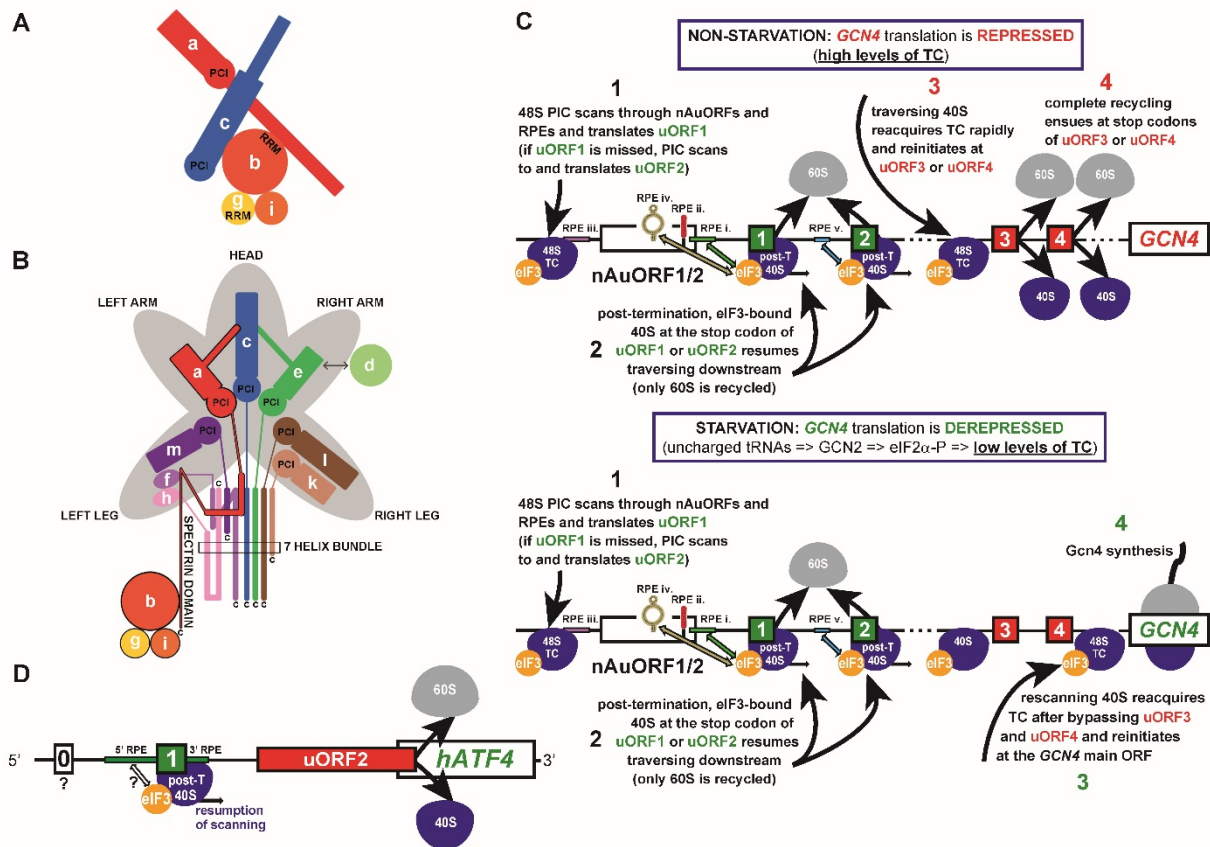 A
a
PCI
c
PCI
RRM
b
g
RRM
i
B
HEAD
LEFT ARM
RIGHT ARM
c
a
e
d
PCI
PCI
PCI
m
PCI
PCI
l
PCI
k
f
h
LEFT LEG
RIGHT LEG
SPECTRIN DOMAIN
7 HELIX BUNDLE
c
c
c
c
c
c
c
c
b
g
i
C
NON-STARVATION: GCN4 translation is REPRESSED
(high levels of TC)
1
48S PIC scans through nAuORFs and
RPEs and translates uORF1
(if uORF1 is missed, PIC scans
to and translates uORF2)
3
traversing 40S
reacquires TC rapidly
and reinitiates at
uORF3 or uORF4
4
complete recycling
ensues at stop codons
of uORF3 or uORF4
60S
60S
60S
RPE iv.
RPE ii.
RPE iii.
RPE i.
RPE v.
1
2
3
4
GCN4
48S
TC
eIF3
nAuORF1/2
eIF3
post-T
40S
eIF3
post-T
40S
48S
TC
eIF3
40S
40S
2
post-termination, eIF3-bound
40S at the stop codon of
uORF1 or uORF2 resumes
traversing downstream
(only 60S is recycled)
STARVATION: GCN4 translation is DEREPRESSED
(uncharged tRNAs => GCN2 => eIF2α-P => low levels of TC)
1
48S PIC scans through nAuORFs and
RPEs and translates uORF1
(if uORF1 is missed, PIC scans
to and translates uORF2)
4
Gcn4 synthesis
60S
RPE iv.
RPE ii.
RPE iii.
RPE i.
RPE v.
1
2
3
4
GCN4
48S
TC
eIF3
nAuORF1/2
eIF3
post-T
40S
eIF3
post-T
40S
40S
eIF3
48S
TC
eIF3
2
post-termination, eIF3-bound
40S at the stop codon of
uORF1 or uORF2 resumes
traversing downstream
(only 60S is recycled)
rescanning 40S reacquires
TC after bypassing uORF3
and uORF4 and reinitiates
at the GCN4 main ORF
3
D
60S
5'
0
?
5' RPE
1
3' RPE
uORF2
hATF4
3'
?
eIF3
post-T
40S
resumption
of scanning
40S